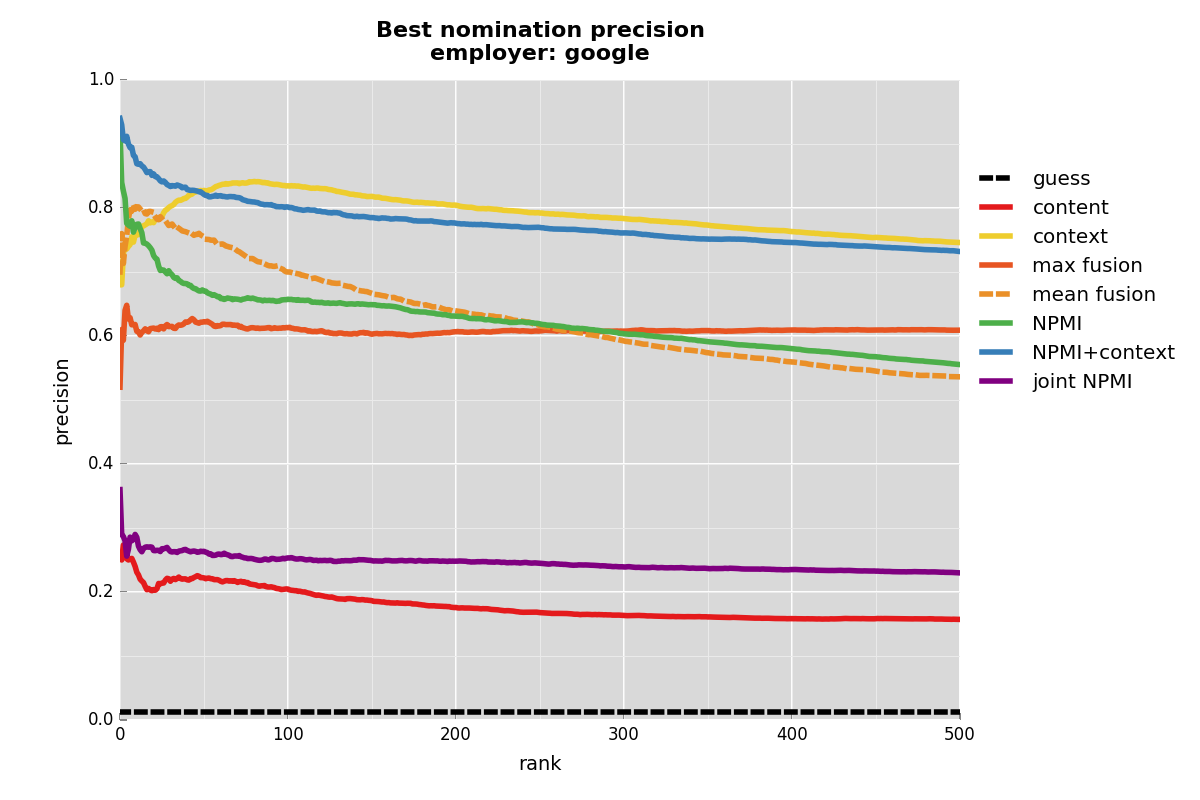 Best nomination precision
employer: google
precision
1.0
0.8
0.6
0.4
0.2
0.0
0
100
200
300
400
500
rank
guess
content
context
max fusion
mean fusion
NPMI
NPMI+context
joint NPMI